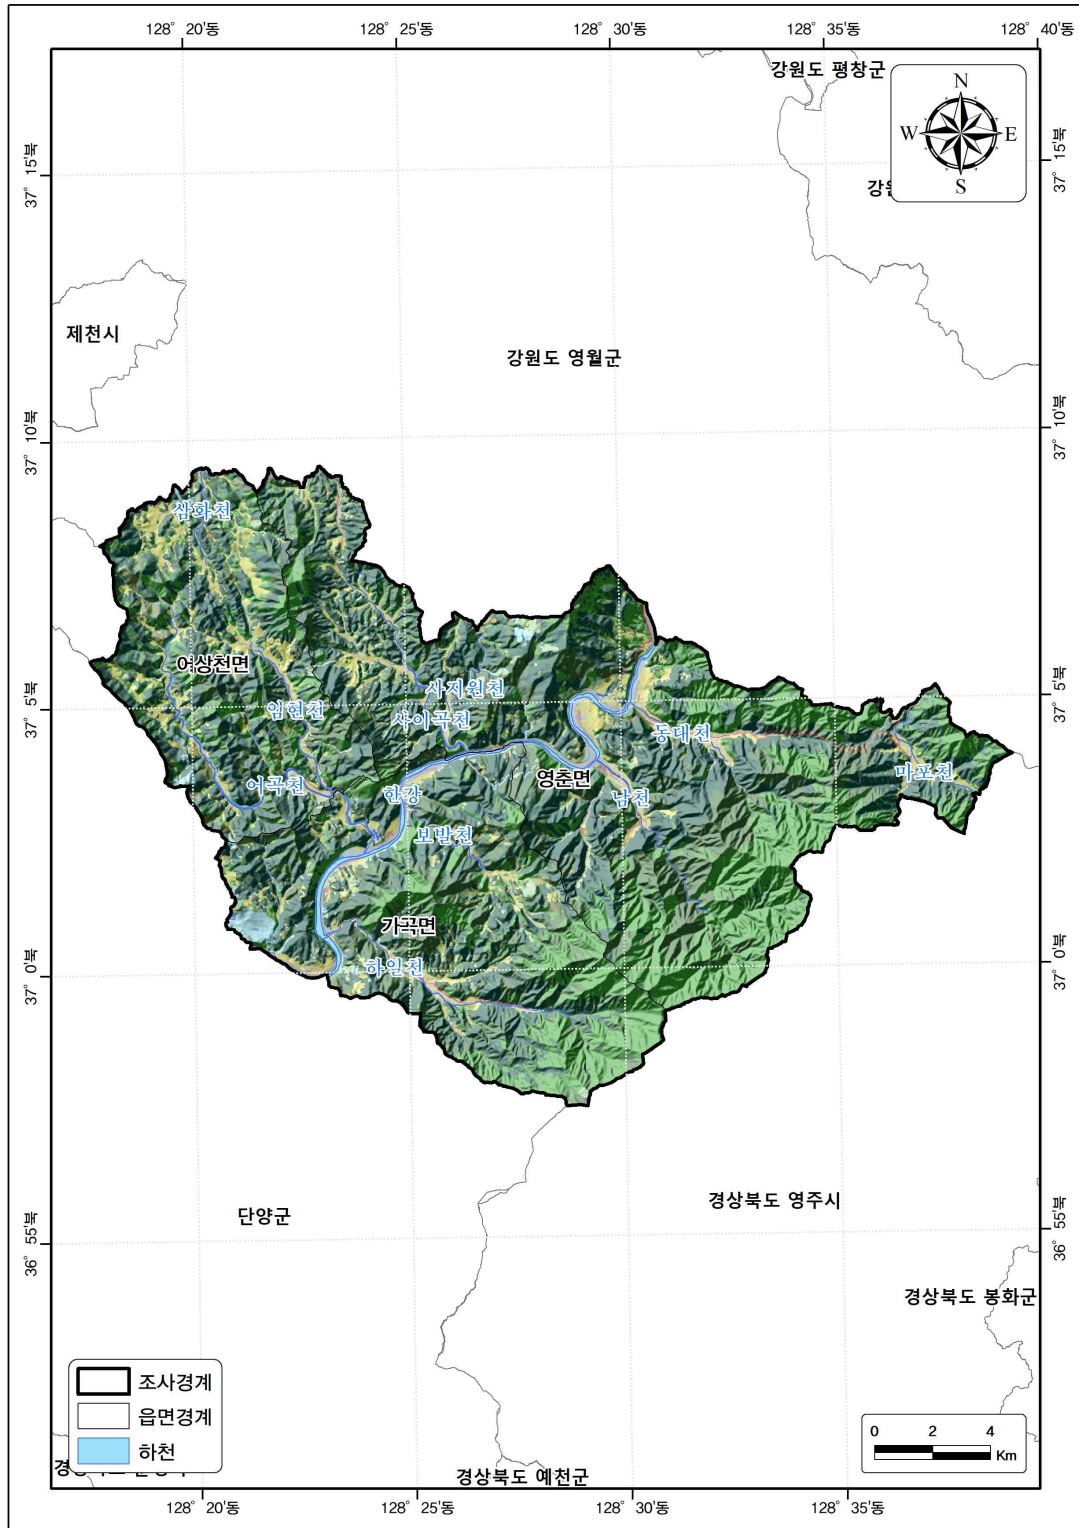 128° 20'동
128° 25'동
128° 30'동
128° 35'동
128° 40'동
강원도 평창군
N
W
E
S
37° 15'북
37° 15'북
제천시
강원도 영월군
37° 10'북
37° 10'북
삼화천
어상천면
사지원천
임현천
사이곡천
37° 5'북
37° 5'북
동대천
마포천
영춘면
어곡천
한강
남천
보발천
가곡면
하일천
37° 0'북
37° 0'북
경상북도 영주시
단양군
36° 55'북
36° 55'북
경상북도 봉화군
조사경계
읍면경계
하천
0 2 4
Km
경상북도 예천군
128° 20'동
128° 25'동
128° 30'동
128° 35'동